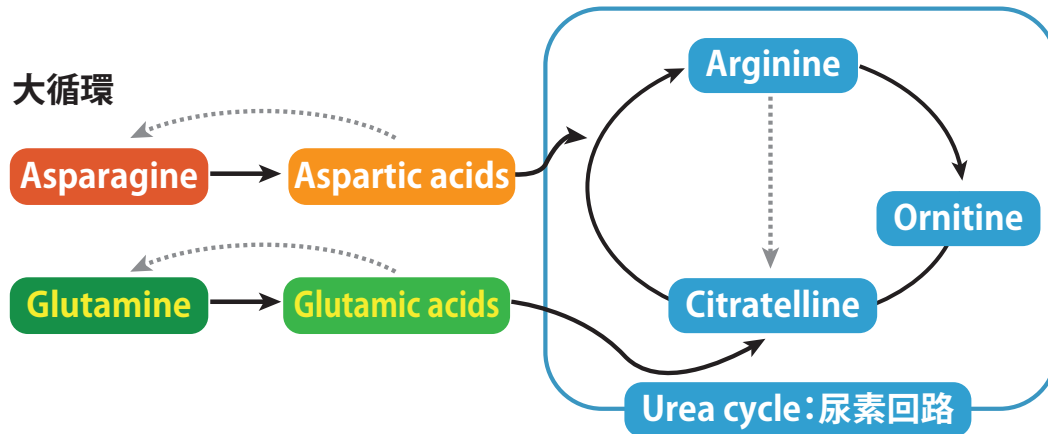 大循環
Asparagine
Aspartic acids
Glutamine
Glutamic acids
Arginine
Ornitine
Citratelline
Urea cycle：尿素回路